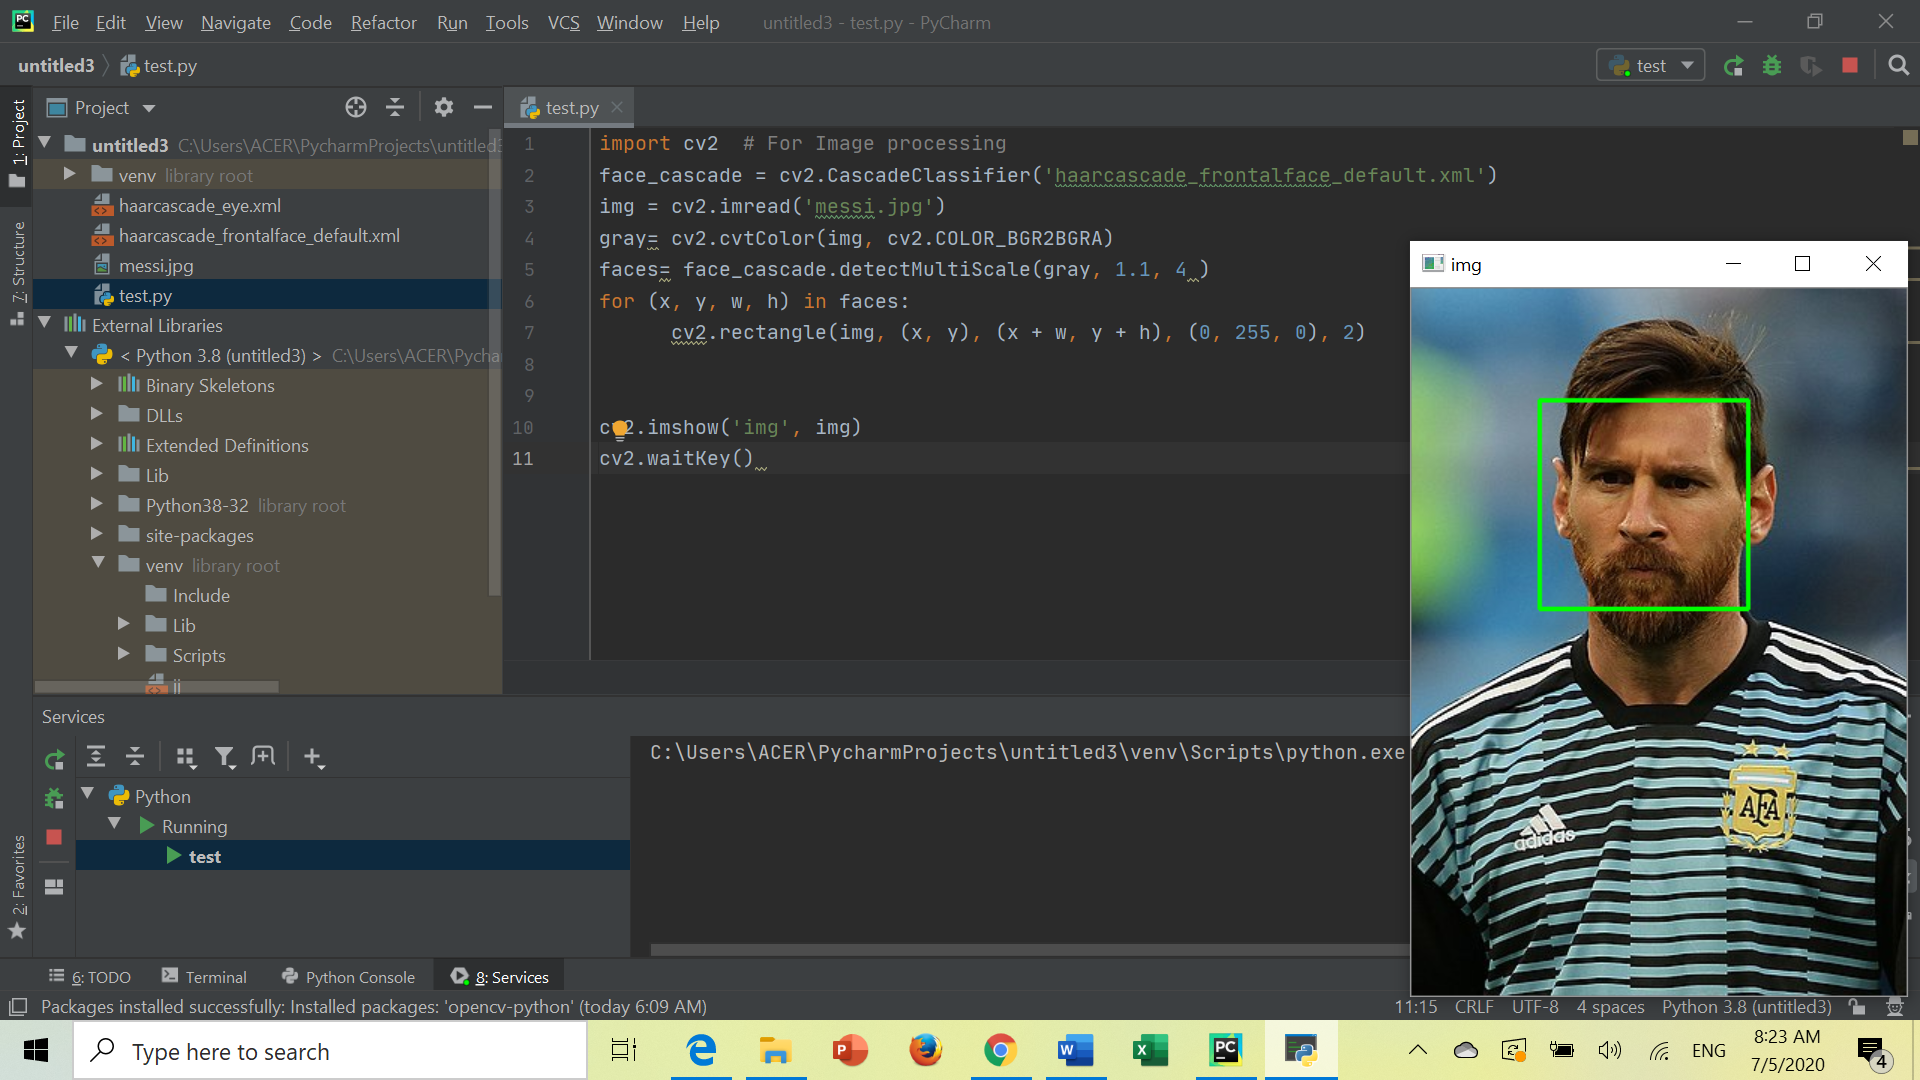 File Edit View Navigate Code Refactor Run Tools VCS Window Help untitled3 - test.py - PyCharm
untitled3 test.py test
1: Project
7: Structure
2: Favorites
Project
untitled3 C:\Users\ACER\PycharmProjects\untitled3
venv library root
haarcascade_eye.xml
haarcascade_frontalface_default.xml
messi.jpg
test.py
External Libraries
< Python 3.8 (untitled3) > C:\Users\ACER\Pycha
Binary Skeletons
DLLs
Extended Definitions
Lib
Python38-32 library root
site-packages
venv library root
Include
Lib
Scripts
test.py
1 import cv2 # For Image processing
2 face_cascade = cv2.CascadeClassifier('haarcascade_frontalface_default.xml')
3 img = cv2.imread('messi.jpg')
4 gray= cv2.cvtColor(img, cv2.COLOR_BGR2BGRA)
5 faces= face_cascade.detectMultiScale(gray, 1.1, 4 )
6 for (x, y, w, h) in faces:
7 cv2.rectangle(img, (x, y), (x + w, y + h), (0, 255, 0), 2)
8
9
10 cv2.imshow('img', img)
11 cv2.waitKey()
img
AFA
adidas
Services
Python
Running
test
C:\Users\ACER\PycharmProjects\untitled3\venv\Scripts\python.exe
6: TODO Terminal Python Console 8: Services
Packages installed successfully: Installed packages: 'opencv-python' (today 6:09 AM) 11:15 CRLF UTF-8 4 spaces Python 3.8 (untitled3)
Type here to search
ENG
8:23 AM
7/5/2020
4